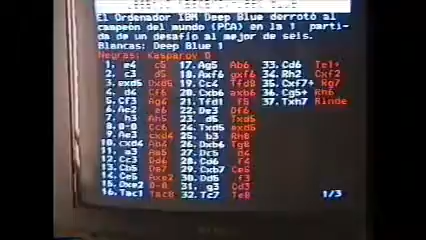 El Ordenador IBM Deep Blue derrotó al
campeón del mundo (PCA) en la 1 parti-
da de un desafío al mejor de seis.
Blancas: Deep Blue 1
Negras: Kasparov 0
1. e4 c5 17. Ag5 Ab6 33. Cd6 Te1+
2. c3 d5 18. Axf6 gxf6 34. Rh2 Cxf2
3. exd5 Dxd5 19. Cc4 Tfd8 35. Cxf7+ Rg7
4. d4 Cf6 20. Cxb6 axb6 36. Cg5+ Rh6
5. Cf3 Ag4 21. Tfd1 f5 37. Txh7 Rinde
6. Ae2 e6 22. De3 Df6
7. h3 Ah5 23. d5 Txd5
8. 0-0 Cc6 24. Txd5 exd5
9. Ae3 25. b3 Rh8
10. cxd4 Ab4 26. Dxb6 Tg8
11. a3 Aa5 27. Dc5 d4
12. Cc3 Dd6 28. Cd6 f4
13. Cb5 De7 29. Cxb7 Ce5
14. Ce5 Axe2 30. Dd5 f3
15. Dxe2 0-0 31. g3 Cd3
16. Tac1 Tac8 32. Tc7 Te8
1/3